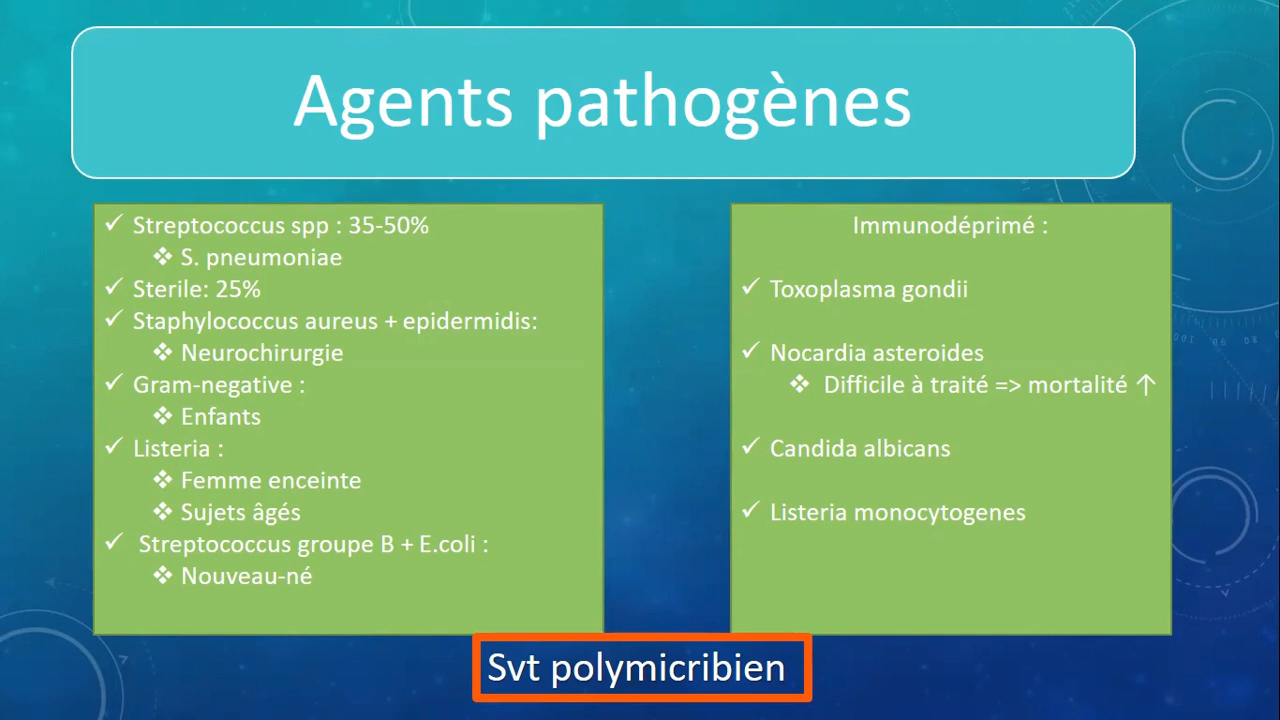 Agents pathogènes
✓ Streptococcus spp : 35-50%
❖ S. pneumoniae
✓ Sterile: 25%
✓ Staphylococcus aureus + epidermidis:
❖ Neurochirurgie
✓ Gram-negative :
❖ Enfants
✓ Listeria :
❖ Femme enceinte
❖ Sujets âgés
✓ Streptococcus groupe B + E.coli :
❖ Nouveau-né
Immunodéprimé :
✓ Toxoplasma gondii
✓ Nocardia asteroides
❖ Difficile à traité => mortalité ↑
✓ Candida albicans
✓ Listeria monocytogenes
Svt polymicribien